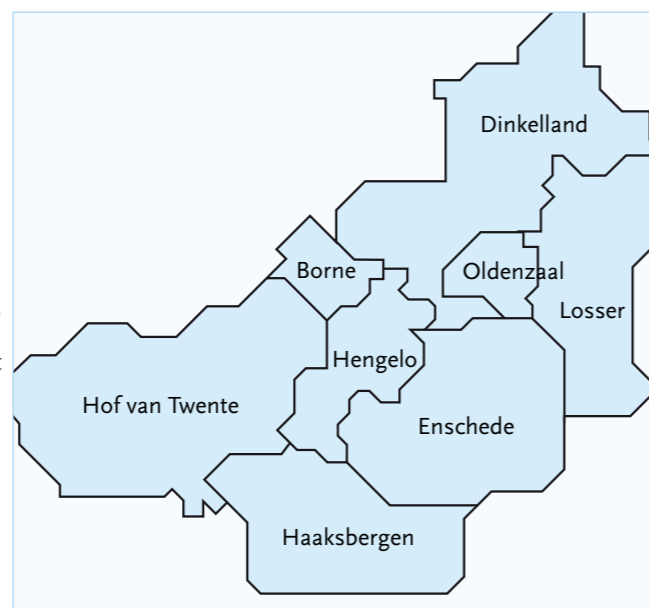 Dinkelland
Borne
Oldenzaal
Losser
Hengelo
Hof van Twente
Enschede
Haaksbergen